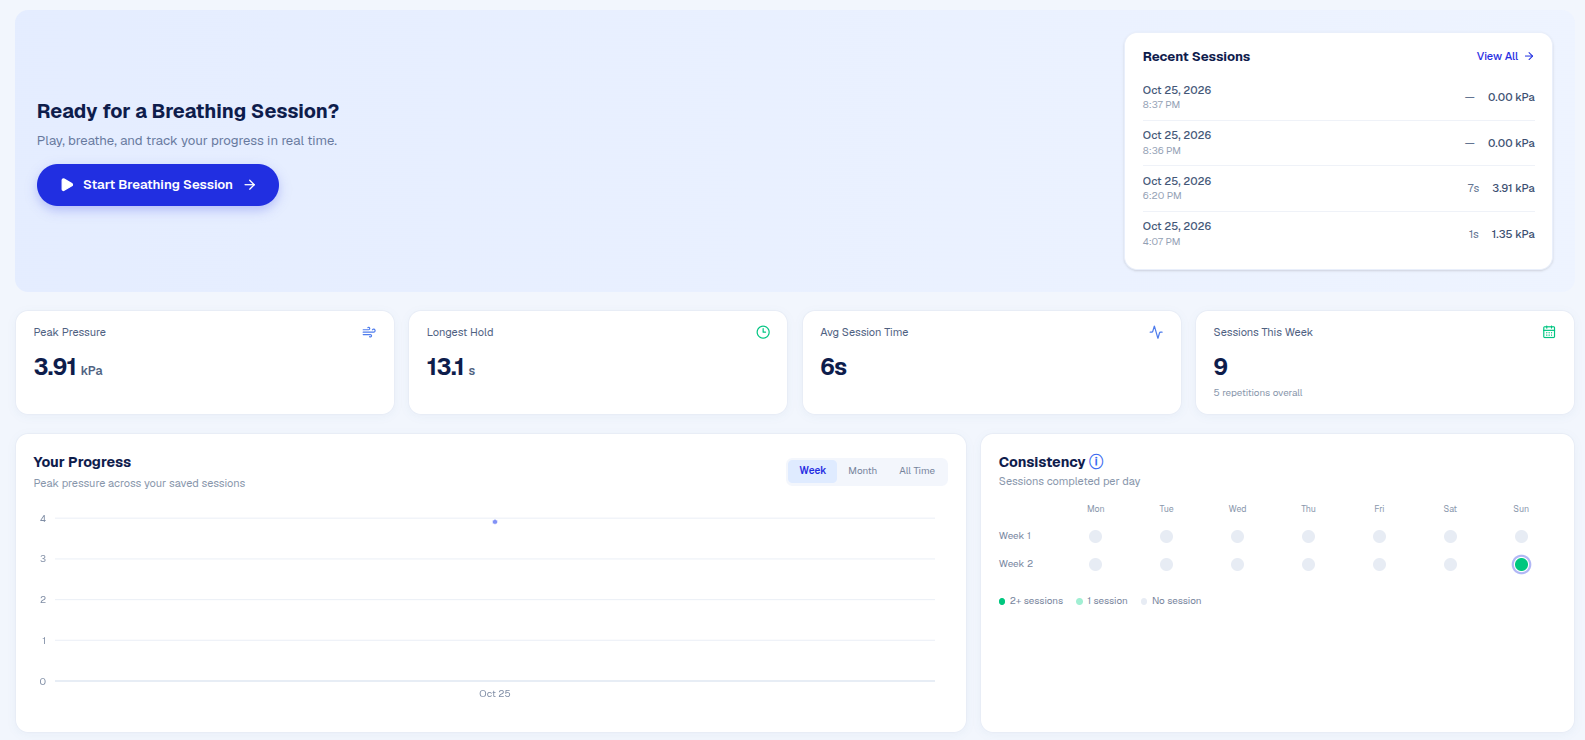 Ready for a Breathing Session?
Play, breathe, and track your progress in real time.
Start Breathing Session →
Recent Sessions
View All →
Oct 25, 2026
8:37 PM
— 0.00 kPa
Oct 25, 2026
8:36 PM
— 0.00 kPa
Oct 25, 2026
6:20 PM
7s 3.91 kPa
Oct 25, 2026
4:07 PM
1s 1.35 kPa
Peak Pressure
3.91 kPa
Longest Hold
13.1 s
Avg Session Time
6s
Sessions This Week
9
5 repetitions overall
Your Progress
Peak pressure across your saved sessions
Week Month All Time
4
3
2
1
0
Oct 25
Consistency ⓘ
Sessions completed per day
Mon Tue Wed Thu Fri Sat Sun
Week 1
Week 2
2+ sessions 1 session No session